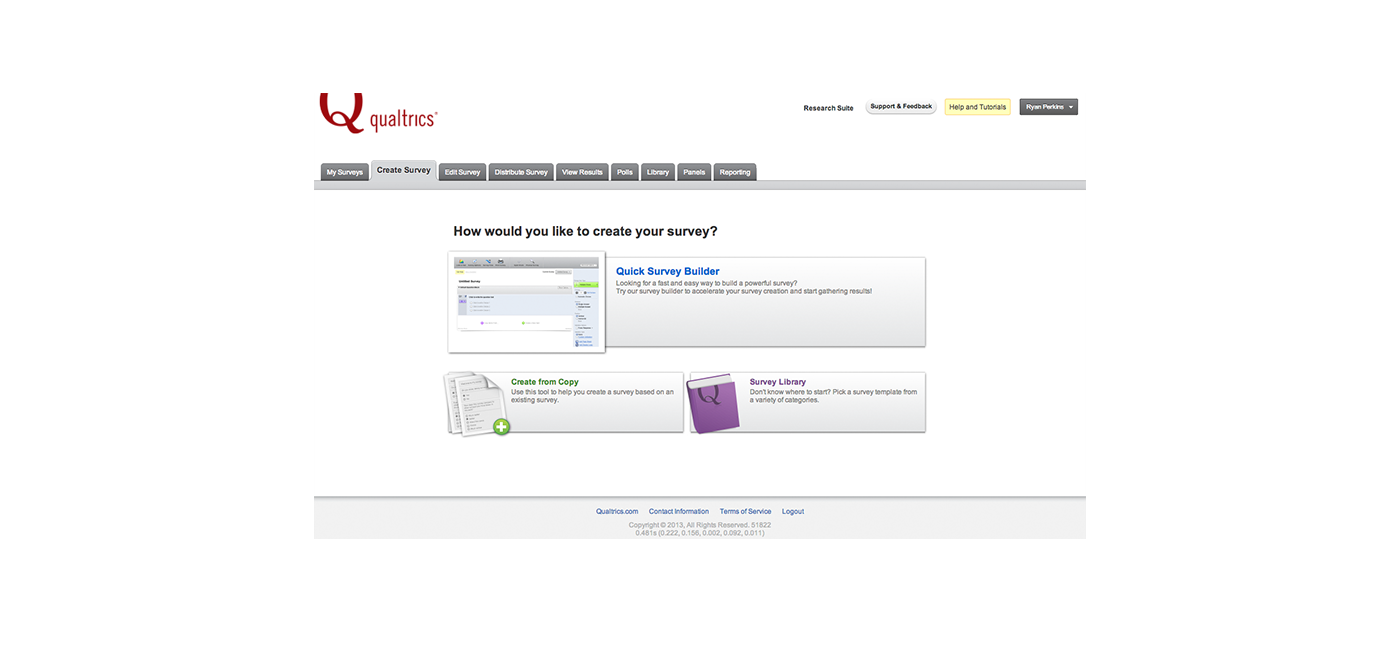 qualtrics
Research Suite
Support & Feedback
Help and Tutorials
Ryan Perkins
My Surveys
Create Survey
Edit Survey
Distribute Survey
View Results
Polls
Library
Panels
Reporting
How would you like to create your survey?
Quick Survey Builder
Looking for a fast and easy way to build a powerful survey?
Try our survey builder to accelerate your survey creation and start gathering results!
Create from Copy
Use this tool to help you create a survey based on an
existing survey.
Q
Survey Library
Don't know where to start? Pick a survey template from
a variety of categories.
Qualtrics.com
Contact Information
Terms of Service
Logout
Copyright © 2013, All Rights Reserved. 51822
0.481s (0.222, 0.156, 0.002, 0.092, 0.011)